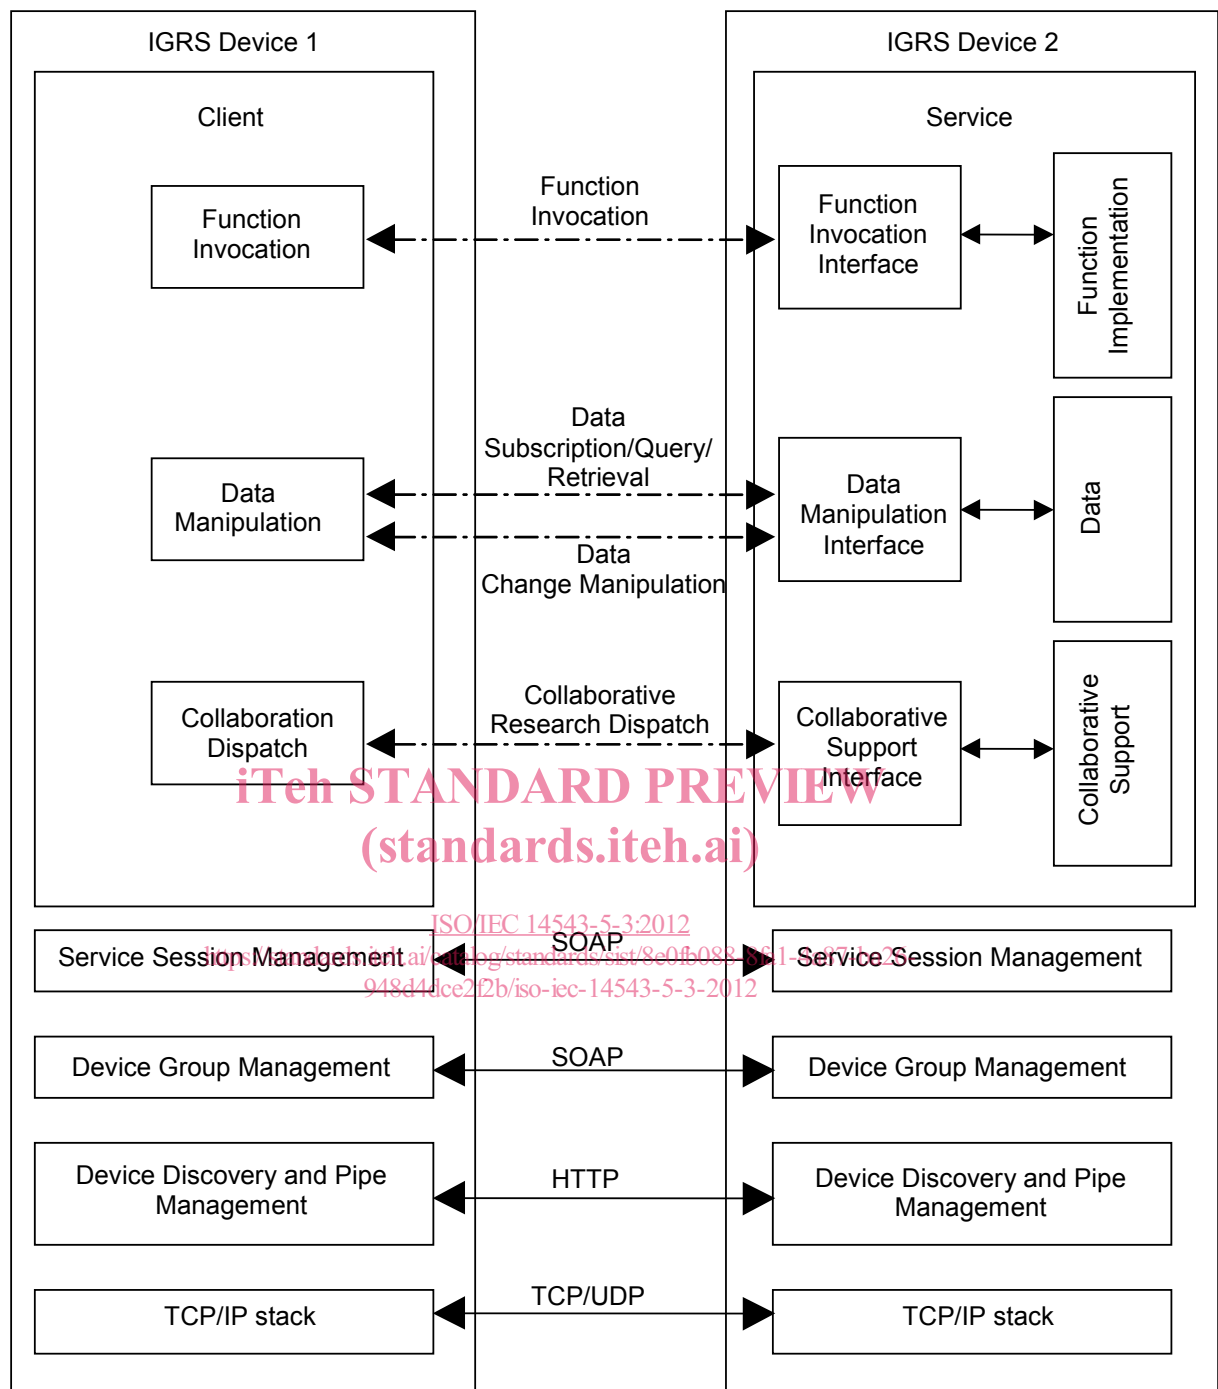 IGRS Device 1
IGRS Device 2
Client
Service
Function
Invocation
Function
Invocation
Function
Invocation
Interface
Function
Implementation
Data
Subscription/Query/
Retrieval
Data
Manipulation
Data
Manipulation
Interface
Data
Data
Change Manipulation
Collaboration
Dispatch
Collaborative
Research Dispatch
Collaborative
Support
Interface
Collaborative
Support
iTeh STANDARD PREVIEW
(standards.iteh.ai)
ISO/IEC 14543-5-3:2012
Service Session Management
SOAP
Service Session Management
948d4dce2f2b/iso-iec-14543-5-3-2012
Device Group Management
SOAP
Device Group Management
Device Discovery and Pipe
Management
HTTP
Device Discovery and Pipe
Management
TCP/IP stack
TCP/UDP
TCP/IP stack